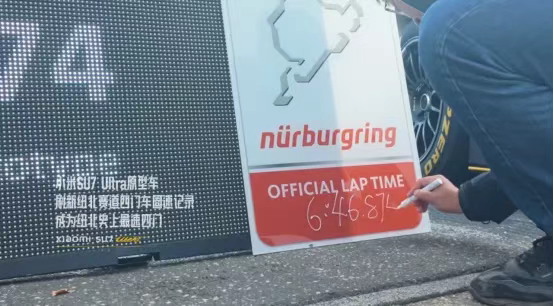 74
nürburgring
OFFICIAL LAP TIME
6:46.874
小米SU7 Ultra原型车
刷新纽北赛道四门车圈速记录
成为纽北史上最速四门
XIAOMI SU7
ZERO